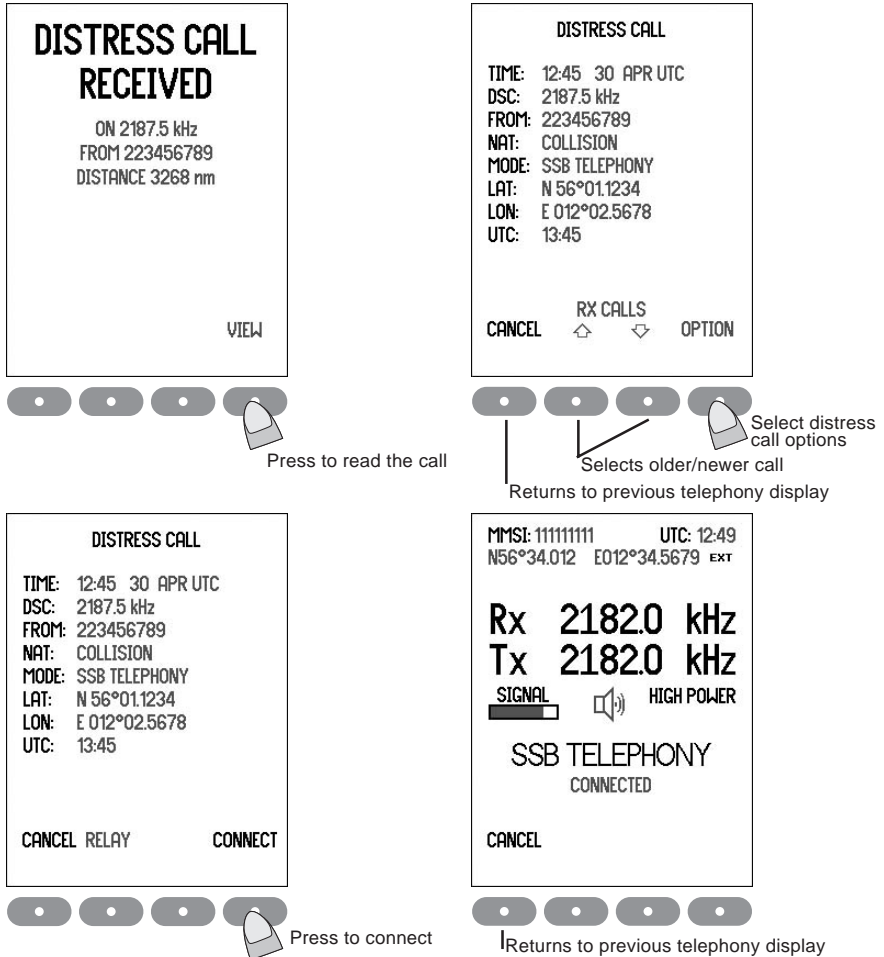 DISTRESS CALL
RECEIVED
ON 2187.5 kHz
FROM 223456789
DISTANCE 3268 nm
VIEW
Press to read the call
DISTRESS CALL
TIME: 12:45 30 APR UTC
DSC: 2187.5 kHz
FROM: 223456789
NAT: COLLISION
MODE: SSB TELEPHONY
LAT: N 56°01.1234
LON: E 012°02.5678
UTC: 13:45
RX CALLS
CANCEL OPTION
Select distress
call options
Selects older/newer call
Returns to previous telephony display
DISTRESS CALL
TIME: 12:45 30 APR UTC
DSC: 2187.5 kHz
FROM: 223456789
NAT: COLLISION
MODE: SSB TELEPHONY
LAT: N 56°01.1234
LON: E 012°02.5678
UTC: 13:45
CANCEL RELAY CONNECT
Press to connect
MMSI: 111111111 UTC: 12:49
N56°34.012 E012°34.5679 EXT
Rx 2182.0 kHz
Tx 2182.0 kHz
SIGNAL HIGH POWER
SSB TELEPHONY
CONNECTED
CANCEL
Returns to previous telephony display